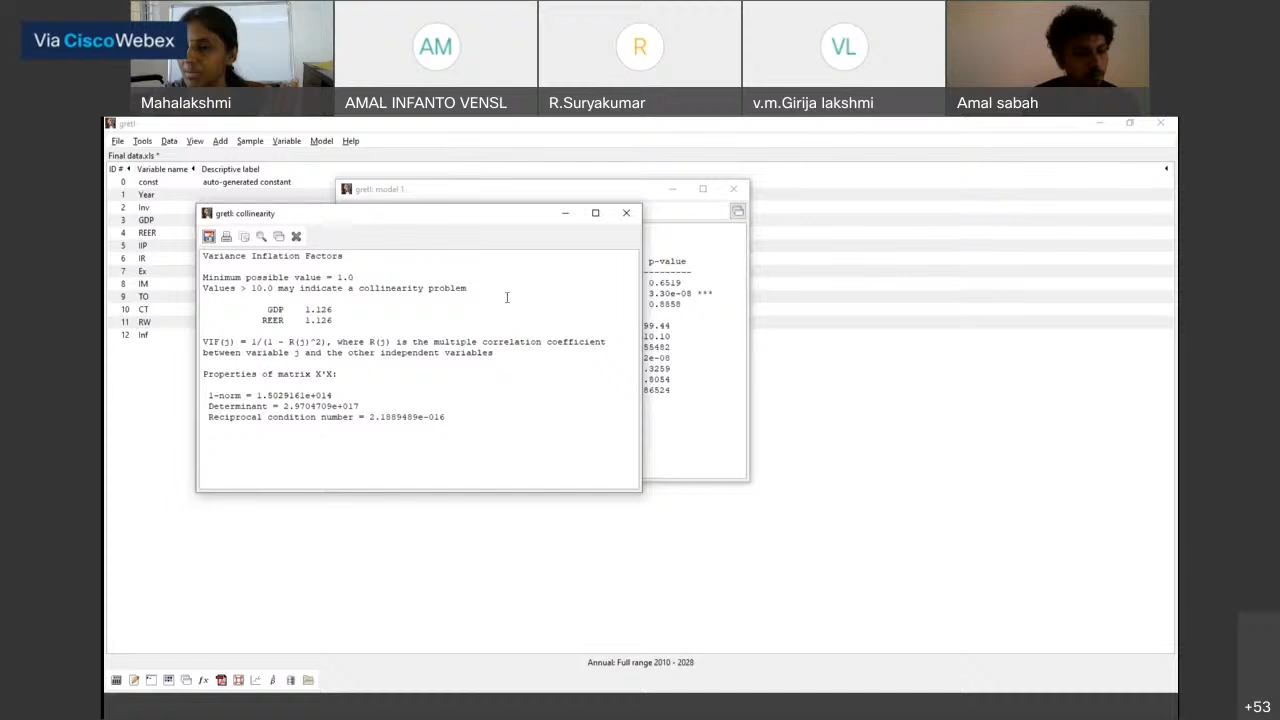 Via Cisco Webex
Mahalakshmi
AM
AMAL INFANTO VENSL
R
R.Suryakumar
VL
v.m.Girija lakshmi
Amal sabah
gretl
File Tools Data View Add Sample Variable Model Help
Final data.xls *
ID # Variable name Descriptive label
0 const auto-generated constant
1 Year
2 Inv
3 GDP
4 REER
5 IIP
6 IR
7 Ex
8 IM
9 TO
10 CT
11 RW
12 Inf
gretl: model 1
p-value
---------
0.6519
3.30e-08 ***
0.8858
99.44
10.10
55482
2e-08
.3259
.8054
86524
gretl: collinearity
Variance Inflation Factors
Minimum possible value = 1.0
Values > 10.0 may indicate a collinearity problem
GDP 1.126
REER 1.126
VIF(j) = 1/(1 - R(j)^2), where R(j) is the multiple correlation coefficient
between variable j and the other independent variables
Properties of matrix X'X:
1-norm = 1.5029161e+014
Determinant = 2.9704709e+017
Reciprocal condition number = 2.1889489e-016
Annual: Full range 2010 - 2028
fx
β
+53